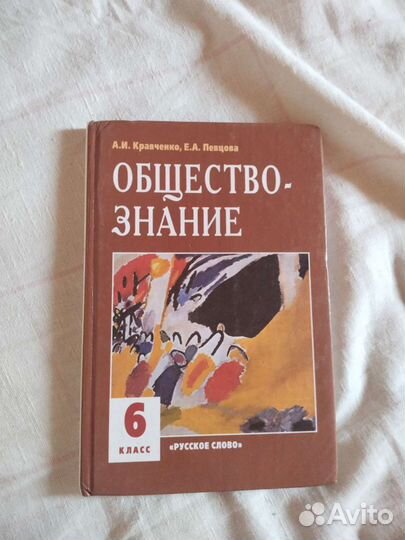 А.И. Кравченко, Е.А. Певцова
ОБЩЕСТВО-
ЗНАНИЕ
6
КЛАСС
«РУССКОЕ СЛОВО»
Avito